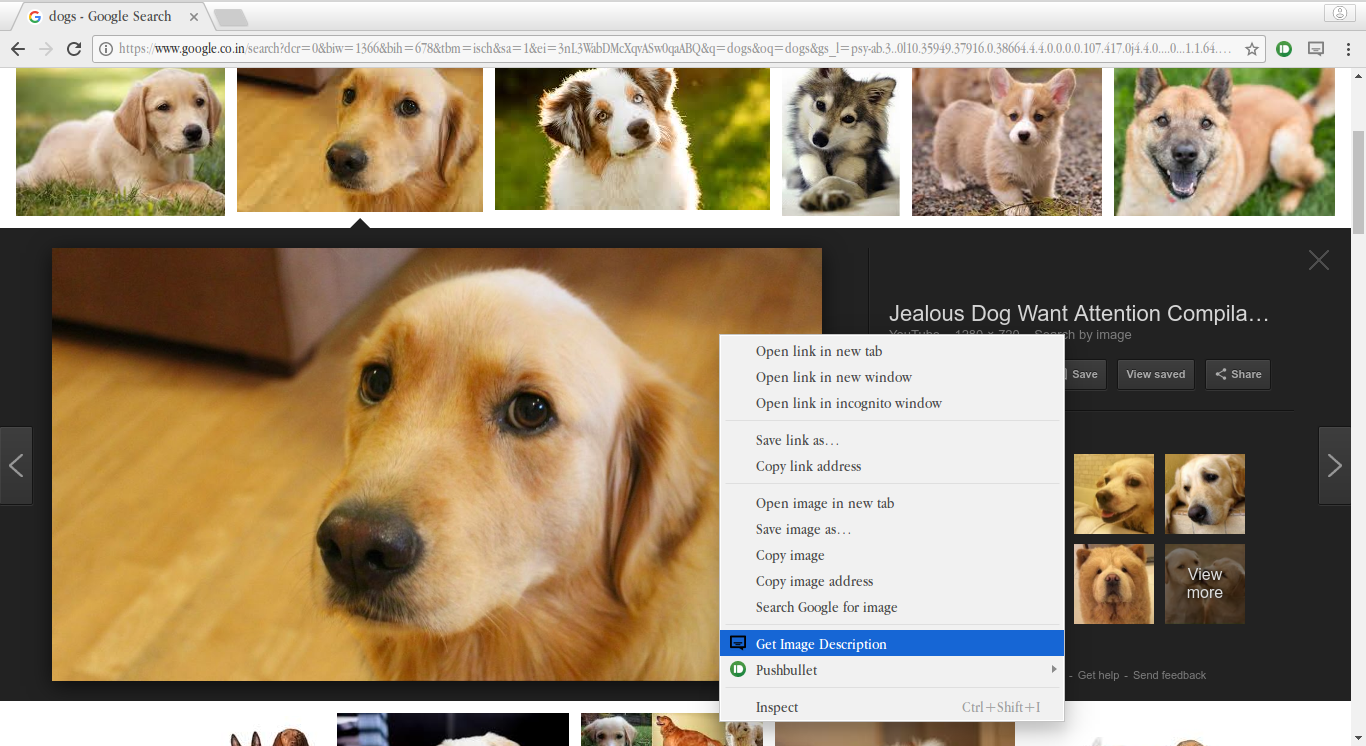 dogs - Google Search
https://www.google.co.in/search?dcr=0&biw=1366&bih=678&tbm=isch&sa=1&ei=3nL3WabDMcXqvASw0qaABQ&q=dogs&oq=dogs&gs_l=psy-ab.3..0l10.35949.37916.0.38664.4.4.0.0.0.0.107.417.0j4.4.0....0...1.1.64....
Jealous Dog Want Attention Compila...
YouTube - 1280 × 720 - Search by image
Save
View saved
Share
Open link in new tab
Open link in new window
Open link in incognito window
Save link as...
Copy link address
Open image in new tab
Save image as...
Copy image
Copy image address
Search Google for image
View
more
Get Image Description
Pushbullet
- Get help - Send feedback
Inspect Ctrl+Shift+I